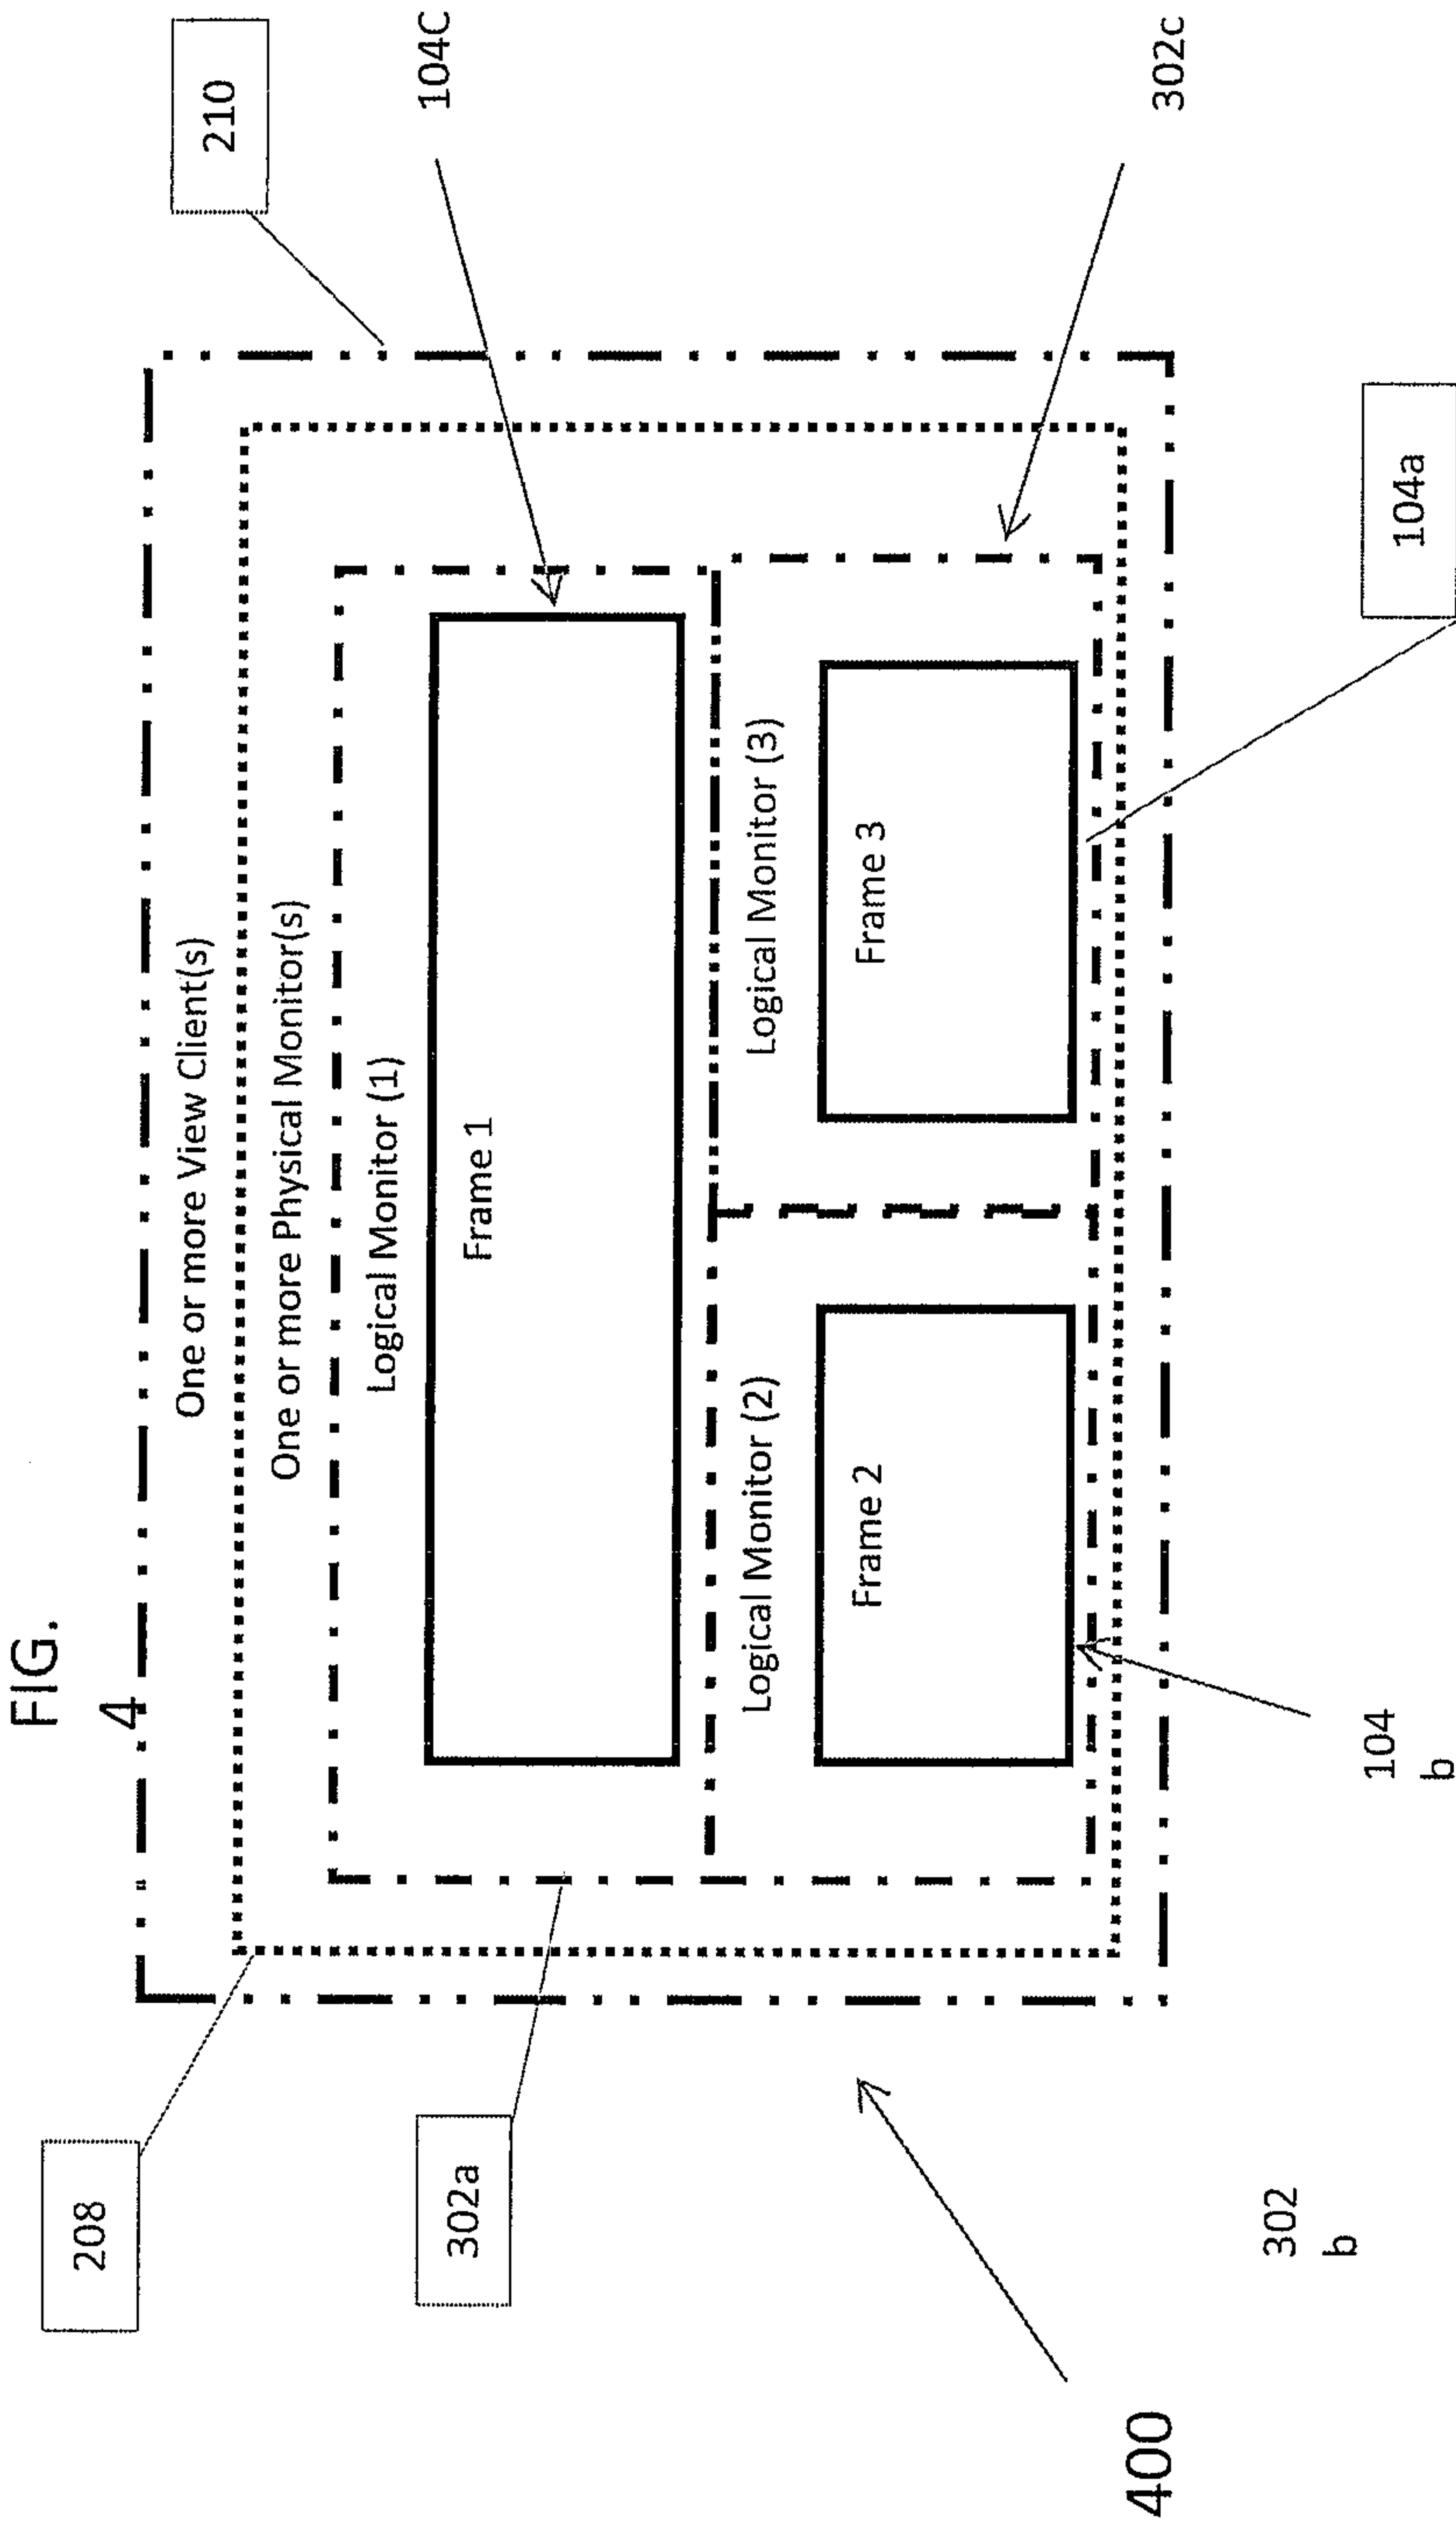 FIG.
4
208
210
One or more View Client(s)
One or more Physical Monitor(s)
302a
Logical Monitor (1)
104C
Frame 1
Logical Monitor (2)
Logical Monitor (3)
Frame 2
Frame 3
400
302c
302
b
104
b
104a